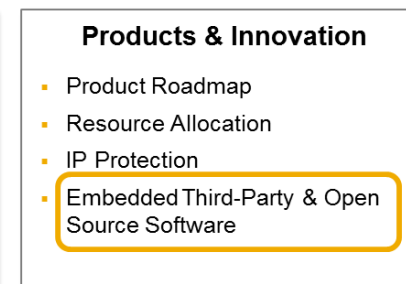 Products & Innovation
▪ Product Roadmap
▪ Resource Allocation
▪ IP Protection
▪ Embedded Third-Party & Open
Source Software